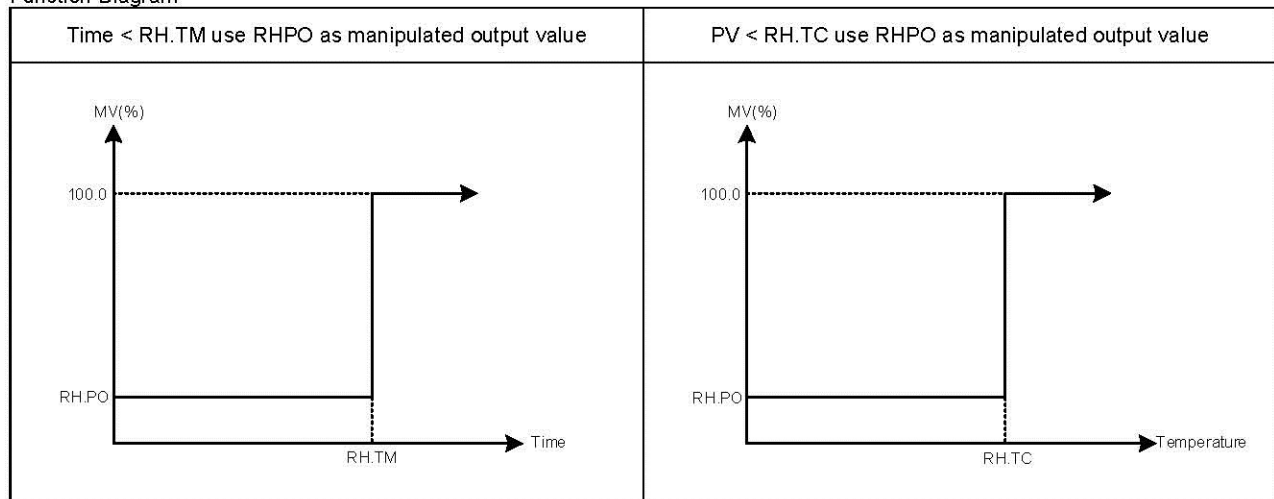 Function Diagram
Time < RH.TM use RHPO as manipulated output value
PV < RH.TC use RHPO as manipulated output value
MV(%)
100.0
RH.PO
RH.TM
Time
MV(%)
100.0
RH.PO
RH.TC
Temperature